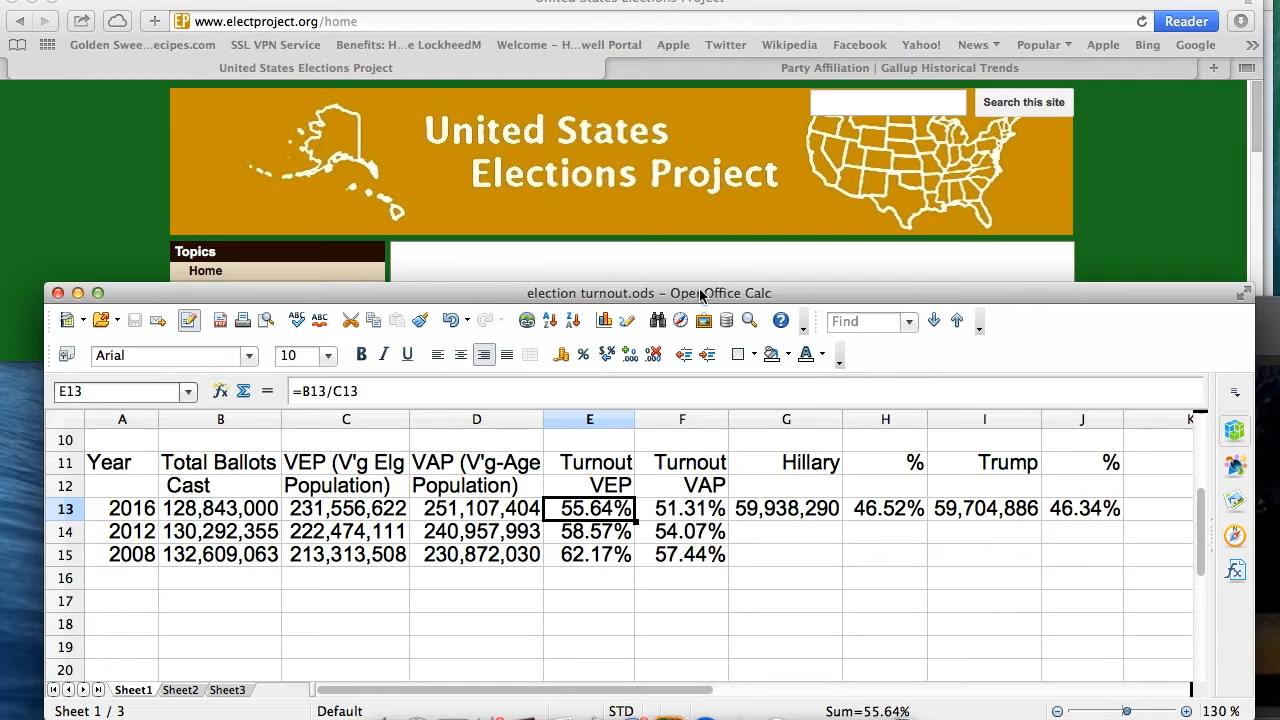 United States Elections Project
EP www.electproject.org/home
Reader
Golden Swee...ecipes.com SSL VPN Service Benefits: H...e LockheedM Welcome – H...well Portal Apple Twitter Wikipedia Facebook Yahoo! News Popular Apple Bing Google
United States Elections Project
Party Affiliation | Gallup Historical Trends
Search this site
United States
Elections Project
Topics
Home
election turnout.ods – OpenOffice Calc
Find
Arial 10 B I U
E13 =B13/C13
A B C D E F G H I J K
10
11 Year Total Ballots VEP (V'g Elg VAP (V'g-Age Turnout Turnout Hillary % Trump %
12 Cast Population) Population) VEP VAP
13 2016 128,843,000 231,556,622 251,107,404 55.64% 51.31% 59,938,290 46.52% 59,704,886 46.34%
14 2012 130,292,355 222,474,111 240,957,993 58.57% 54.07%
15 2008 132,609,063 213,313,508 230,872,030 62.17% 57.44%
16
17
18
19
20
Sheet1 Sheet2 Sheet3
Sheet 1 / 3 Default STD Sum=55.64% 130 %